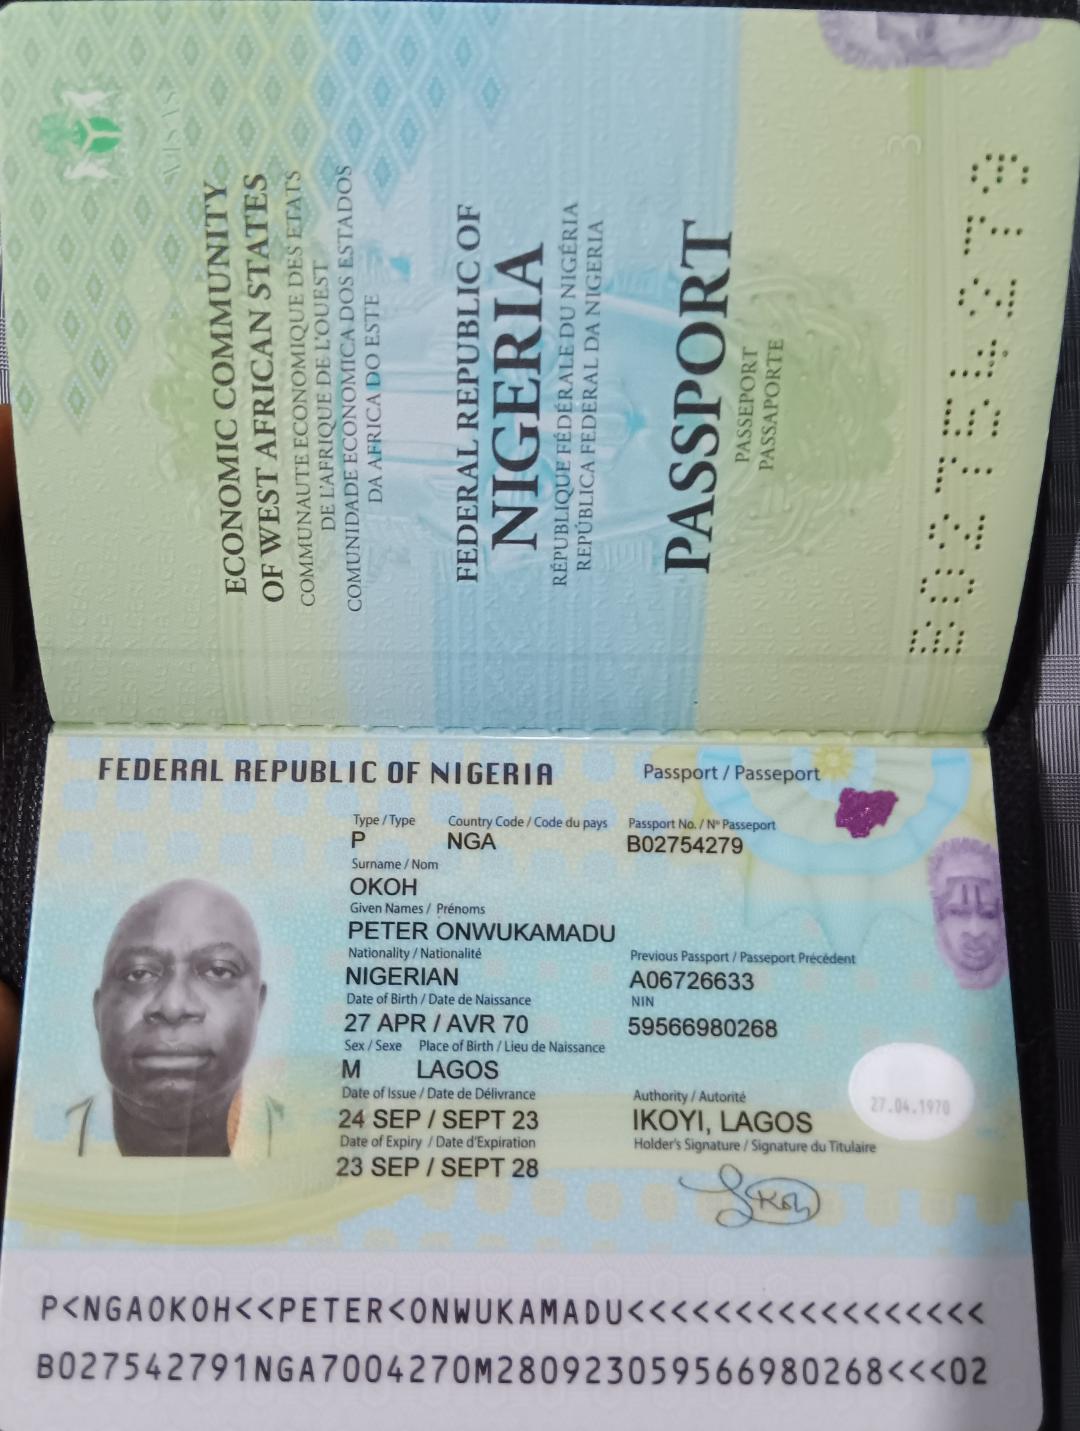 VISAS
3
ECONOMIC COMMUNITY
OF WEST AFRICAN STATES
COMMUNAUTE ECONOMIQUE DES ETATS
DE L'AFRIQUE DE L'OUEST
COMUNIDADE ECONOMICA DOS ESTADOS
DA AFRICA DO ESTE
FEDERAL REPUBLIC OF
NIGERIA
RÉPUBLIQUE FÉDÉRALE DU NIGÉRIA
REPÚBLICA FEDERAL DA NIGERIA
PASSPORT
PASSEPORT
PASSAPORTE
B02754279
FEDERAL REPUBLIC OF NIGERIA
Passport / Passeport
Type / Type Country Code / Code du pays Passport No. / Nº Passeport
P NGA B02754279
Surname / Nom
OKOH
Given Names / Prénoms
PETER ONWUKAMADU
Nationality / Nationalité Previous Passport / Passeport Précédent
NIGERIAN A06726633
Date of Birth / Date de Naissance NIN
27 APR / AVR 70 59566980268
Sex / Sexe Place of Birth / Lieu de Naissance
M LAGOS
Date of Issue / Date de Délivrance Authority / Autorité
24 SEP / SEPT 23 IKOYI, LAGOS
Date of Expiry / Date d'Expiration Holder's Signature / Signature du Titulaire
23 SEP / SEPT 28
27.04.1970
P<NGAOKOH<<PETER<ONWUKAMADU<<<<<<<<<<<<<<<<<
B027542791NGA7004270M280923059566980268<<<02